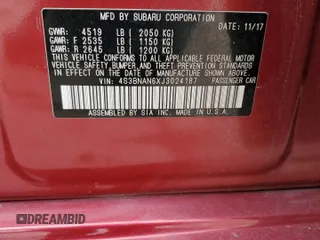 MFD BY SUBARU CORPORATION
DATE: 11/17
GVWR: 4519 LB ( 2050 KG)
GAWR: F 2535 LB ( 1150 KG)
GAWR: R 2645 LB ( 1200 KG)
THIS VEHICLE CONFORMS TO ALL APPLICABLE FEDERAL MOTOR VEHICLE
SAFETY, BUMPER, AND THEFT PREVENTION STANDARDS IN EFFECT
ON THE DATE OF MANUFACTURE SHOWN ABOVE.
VIN: 4S3BNAN6XJ3024187 PASSENGER CAR
ASSEMBLED BY SIA INC. MADE IN U.S.A.
DREAMBID